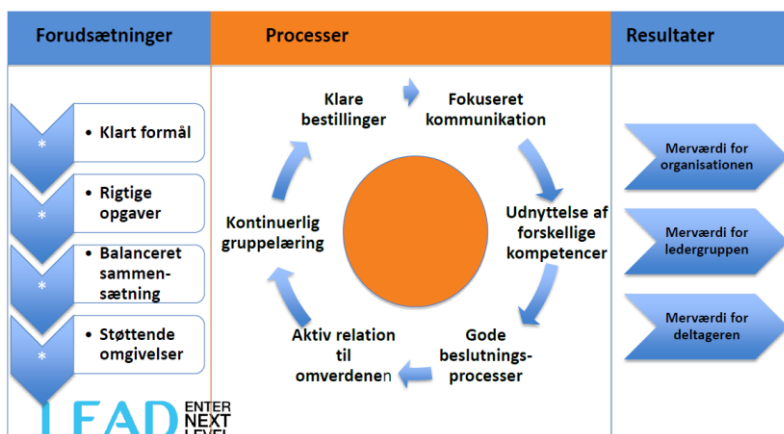 Forudsætninger
Processer
Resultater
* • Klart formål
* • Rigtige
opgaver
* • Balanceret
sammen-
sætning
* • Støttende
omgivelser
Klare
bestillinger
Fokuseret
kommunikation
Udnyttelse af
forskellige
kompetencer
Gode
beslutnings-
processer
Aktiv relation
til
omverdenen
Kontinuerlig
gruppelæring
Merværdi for
organisationen
Merværdi for
ledergruppen
Merværdi for
deltageren
LEAD
ENTER
NEXT
LEVEL